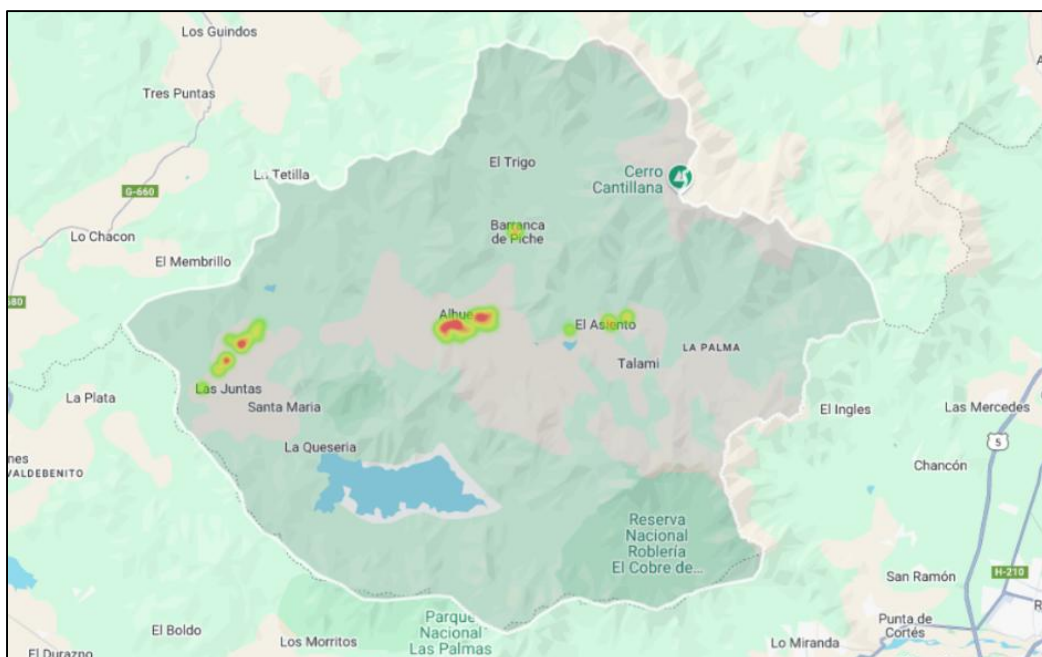 Los Guindos
Tres Puntas
El Trigo
La Tetilla
Cerro
Cantillana
G-660
Barranca
de Piche
Lo Chacon
El Membrillo
Alhue
El Asiento
LA PALMA
Talami
Las Juntas
La Plata
Santa Maria
El Ingles
Las Mercedes
La Queseria
5
nes
VALDEBENITO
Chancón
Reserva
Nacional
Roblería
El Cobre de...
San Ramón
H-210
Parque
Nacional
Las Palmas
Punta de
Cortés
El Boldo
Los Morritos
Lo Miranda
El Durazno